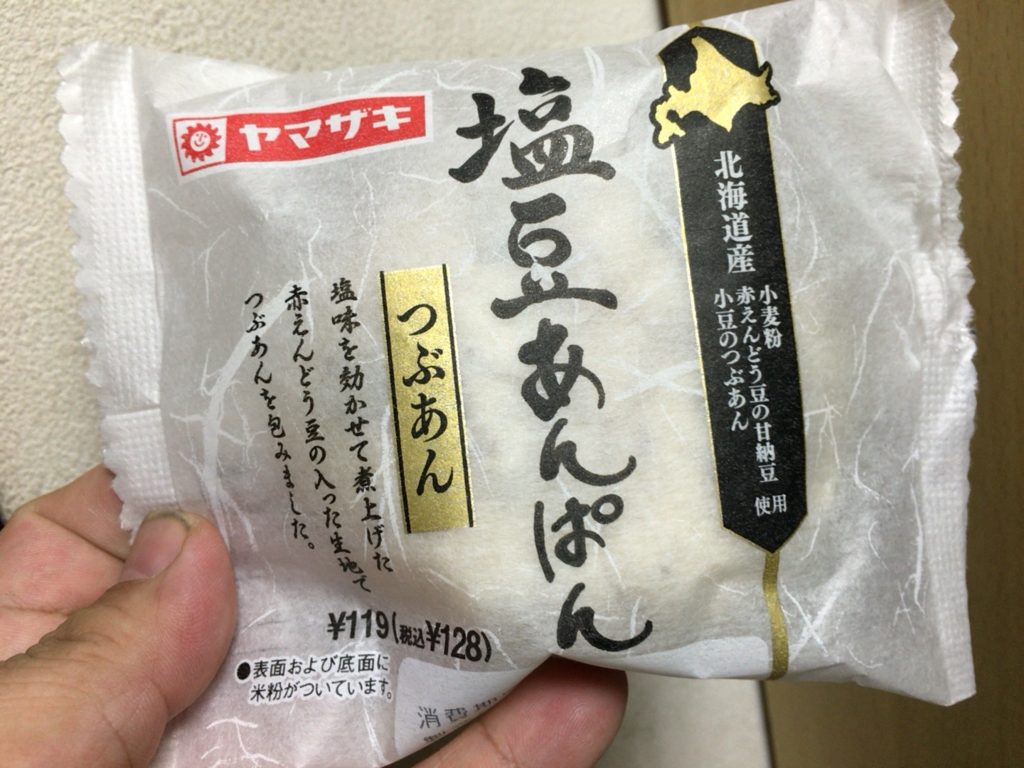 ヤマザキ
塩豆あんぱん
北海道産
小麦粉
赤えんどう豆の甘納豆
小豆のつぶあん
使用
つぶあん
塩味を効かせて煮上げた
赤えんどう豆の入った生地で
つぶあんを包みました。
¥119(税込¥128)
●表面および底面に
米粉がついています。
消費期